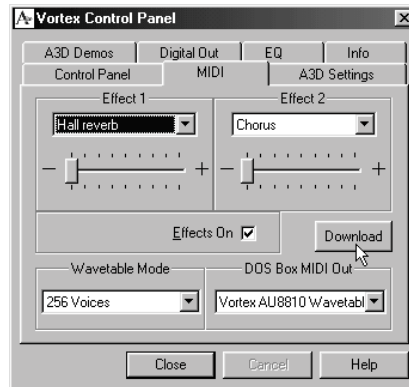 Vortex Control Panel
A3D Demos Digital Out EQ Info
Control Panel MIDI A3D Settings
Effect 1 Effect 2
Hall reverb Chorus
− + − +
Effects On Download
Wavetable Mode DOS Box MIDI Out
256 Voices Vortex AU8810 Wavetabl
Close Cancel Help